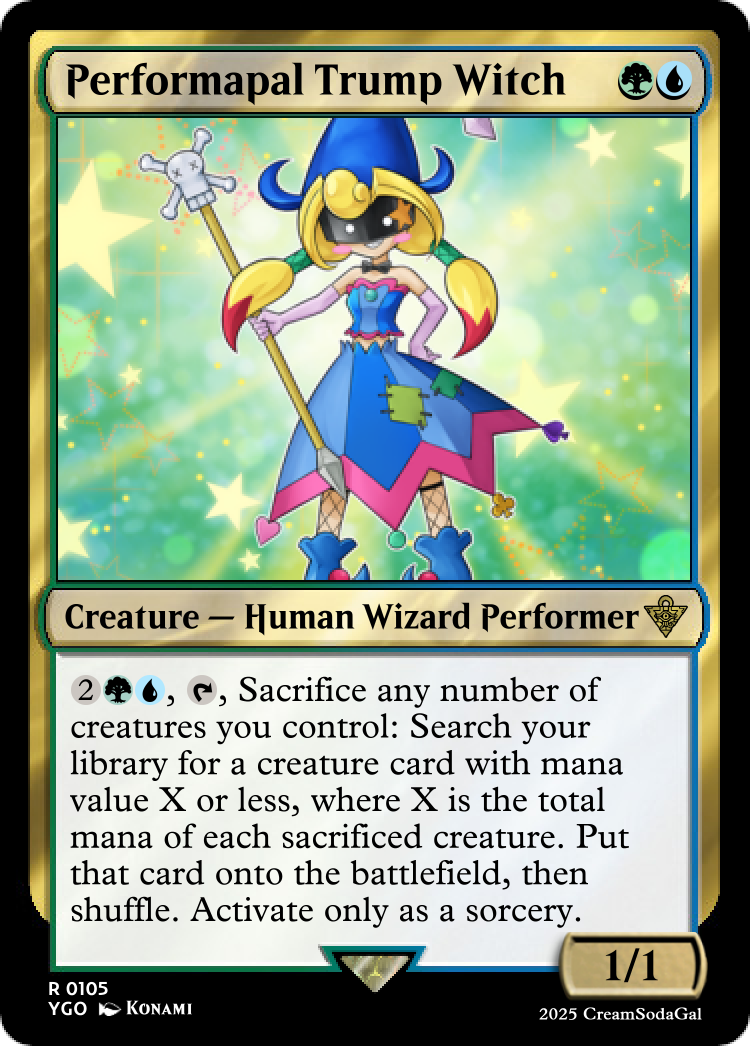 Performapal Trump Witch
Creature — Human Wizard Performer
2, , Sacrifice any number of
creatures you control: Search your
library for a creature card with mana
value X or less, where X is the total
mana of each sacrificed creature. Put
that card onto the battlefield, then
shuffle. Activate only as a sorcery.
1/1
R 0105
YGO KONAMI
2025 CreamSodaGal